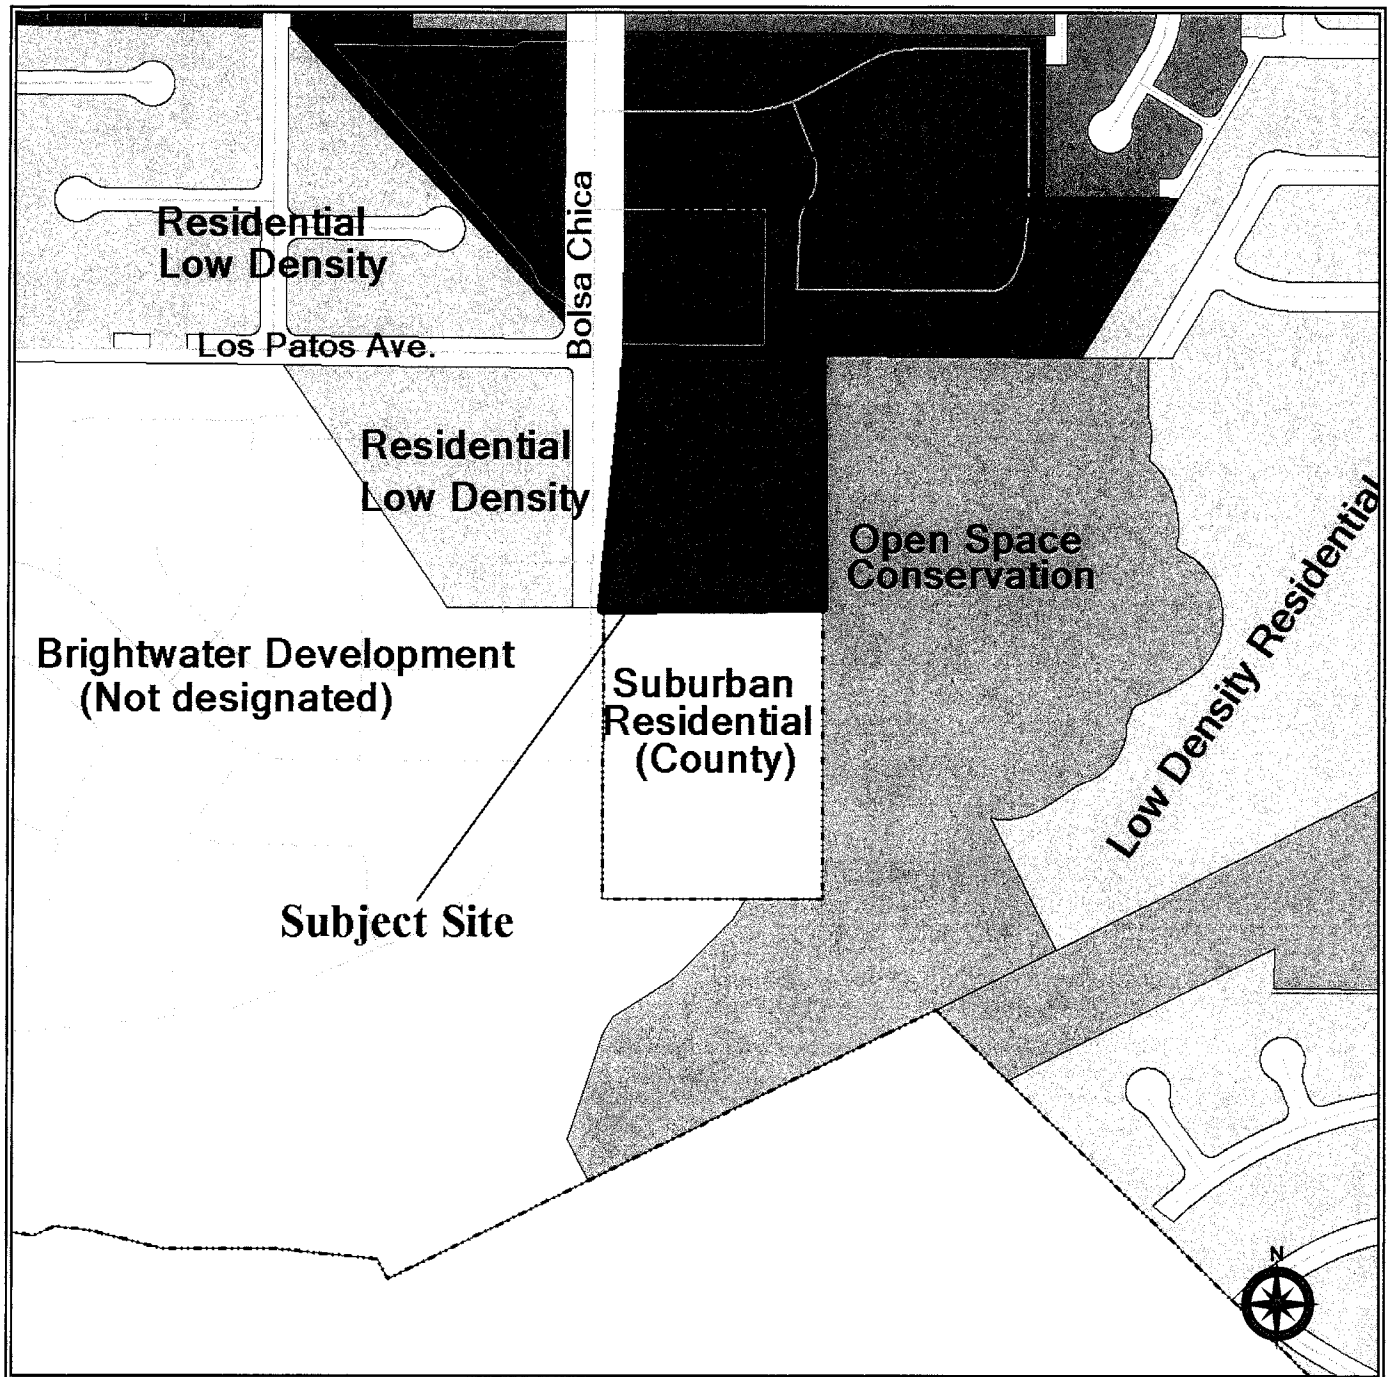 Residential
Low Density
Bolsa Chica
Los Patos Ave.
Residential
Low Density
Open Space
Conservation
Low Density Residential
Brightwater Development
(Not designated)
Suburban
Residential
(County)
Subject Site
N